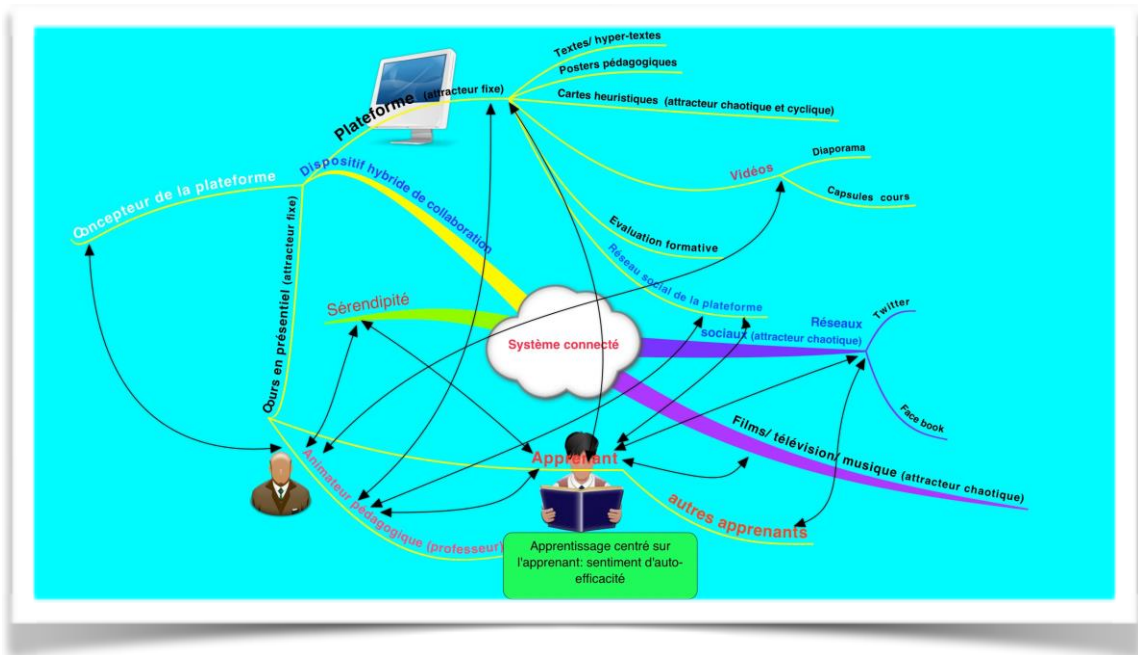 Textes/ hyper-textes
Posters pédagogiques
Cartes heuristiques (attracteur chaotique et cyclique)
Plateforme (attracteur fixe)
Diaporama
Vidéos
Capsules cours
Concepteur de la plateforme
Dispositif hybride de collaboration
Evaluation formative
Réseau social de la plateforme
Cours en présentiel (attracteur fixe)
Sérendipité
Système connecté
Réseaux
sociaux (attracteur chaotique)
Twitter
Face book
Films/ télévision/ musique (attracteur chaotique)
Apprenant
autres apprenants
Animateur pédagogique (professeur)
Apprentissage centré sur
l'apprenant: sentiment d'auto-
efficacité